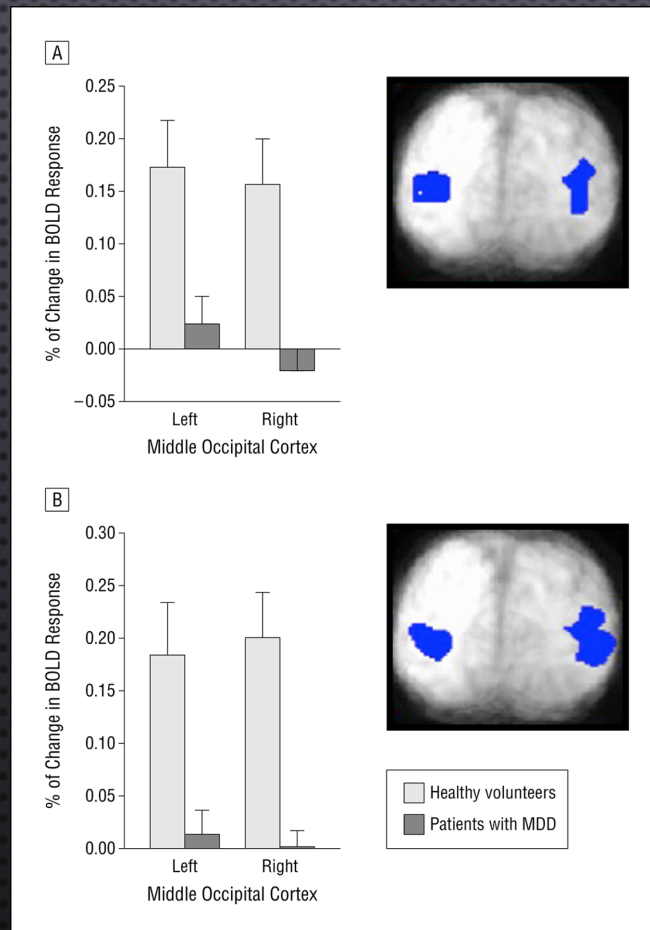 A
% of Change in BOLD Response
0.25
0.20
0.15
0.10
0.05
0.00
−0.05
Left
Right
Middle Occipital Cortex
B
% of Change in BOLD Response
0.30
0.25
0.20
0.15
0.10
0.05
0.00
Left
Right
Middle Occipital Cortex
Healthy volunteers
Patients with MDD